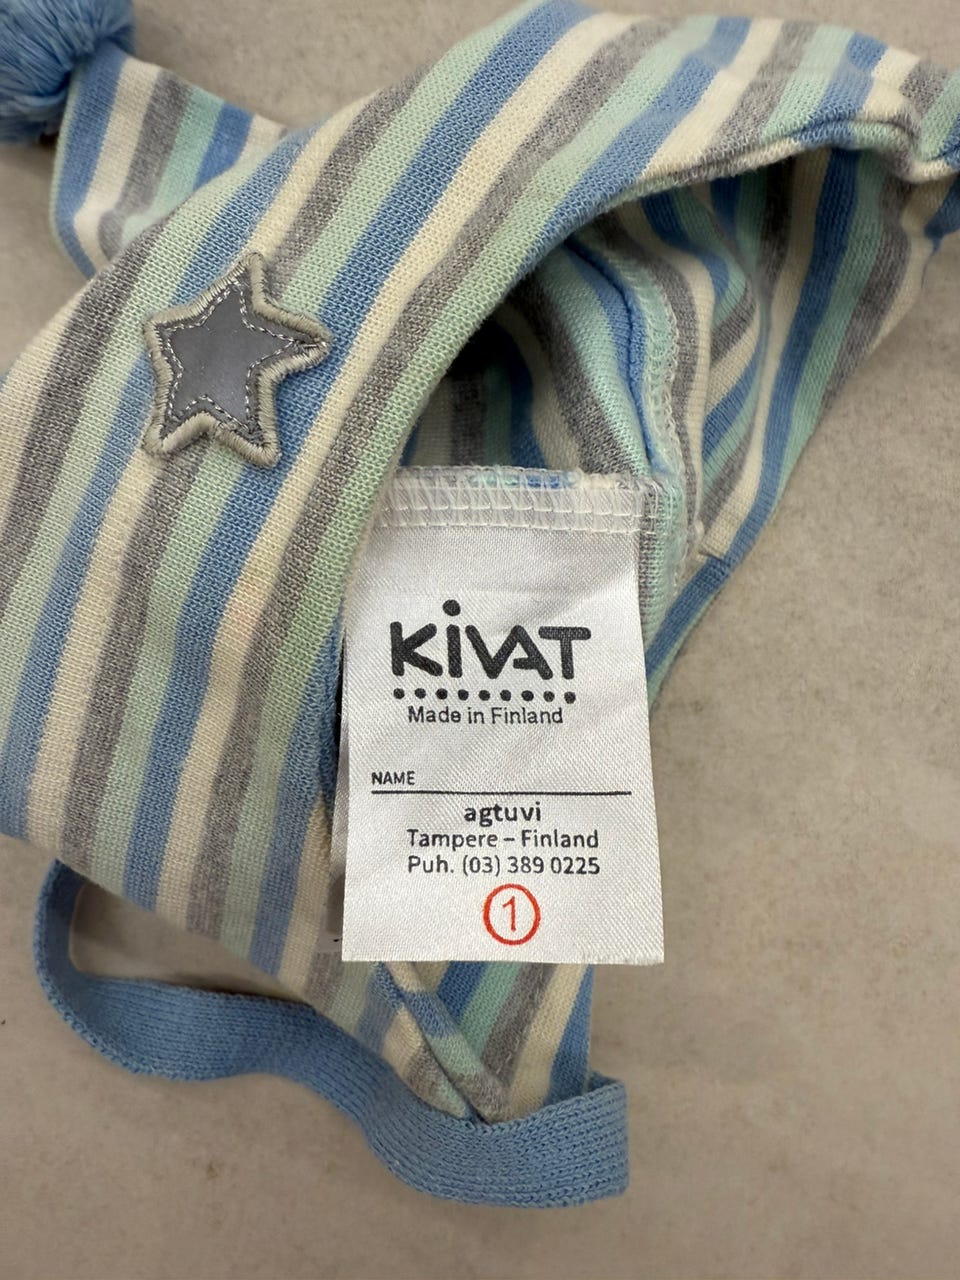 KiVAT
Made in Finland
NAME
agtuvi
Tampere – Finland
Puh. (03) 389 0225
1